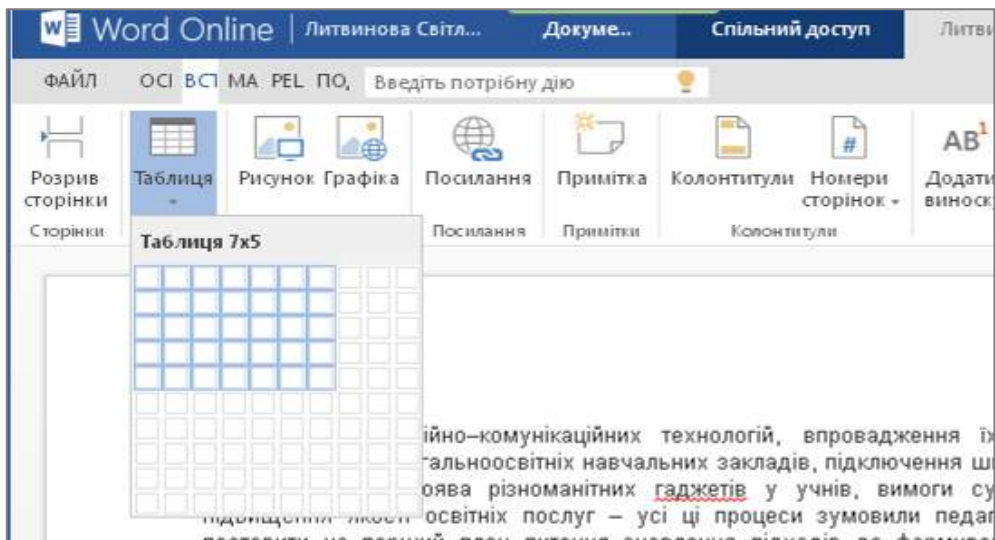 Word Online | Литвинова Світл... Докуме... Спільний доступ Литви
ФАЙЛ ОСІ ВСТ МА PEL ПО, Введіть потрібну дію
Розрив сторінки Таблиця Рисунок Графіка Посилання Примітка Колонтитули Номери сторінок Додати виноск
Сторінки Посилання Примітки Колонтитули
AB1
Таблиця 7x5
ійно–комунікаційних технологій, впровадження їх
гальноосвітніх навчальних закладів, підключення ш
оява різноманітних гаджетів у учнів, вимоги су
підвищення якості освітніх послуг – усі ці процеси зумовили педаг